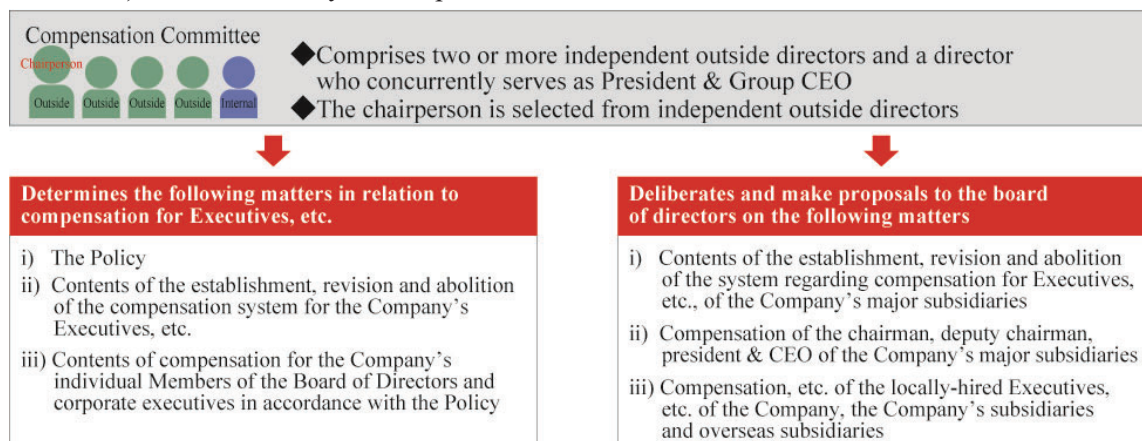 Compensation Committee
Chairperson
Outside
Outside
Outside
Outside
Internal
◆Comprises two or more independent outside directors and a director
who concurrently serves as President & Group CEO
◆The chairperson is selected from independent outside directors
Determines the following matters in relation to
compensation for Executives, etc.
i) The Policy
ii) Contents of the establishment, revision and abolition
of the compensation system for the Company's
Executives, etc.
iii) Contents of compensation for the Company's
individual Members of the Board of Directors and
corporate executives in accordance with the Policy
Deliberates and make proposals to the board
of directors on the following matters
i) Contents of the establishment, revision and abolition
of the system regarding compensation for Executives,
etc., of the Company's major subsidiaries
ii) Compensation of the chairman, deputy chairman,
president & CEO of the Company's major subsidiaries
iii) Compensation, etc. of the locally-hired Executives,
etc. of the Company, the Company's subsidiaries
and overseas subsidiaries